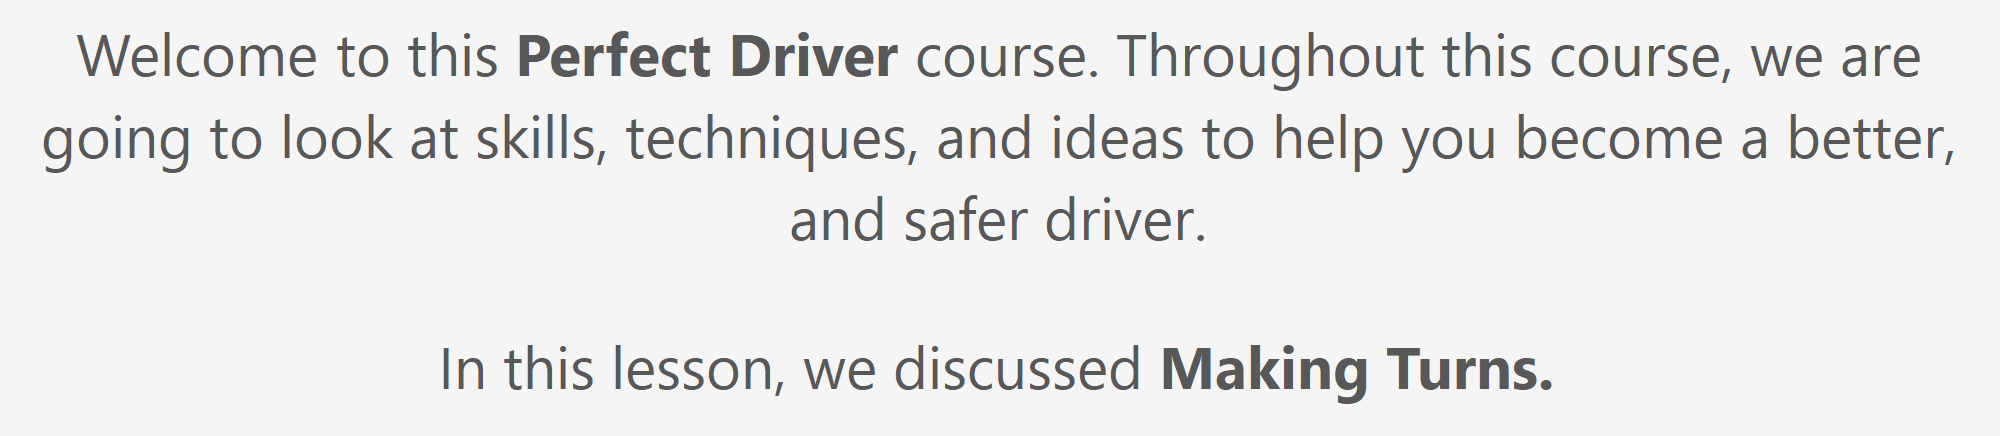 Welcome to this Perfect Driver course. Throughout this course, we are
going to look at skills, techniques, and ideas to help you become a better,
and safer driver.
In this lesson, we discussed Making Turns.